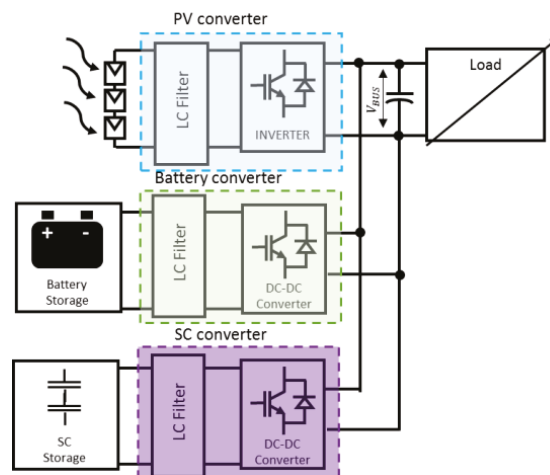 PV converter
LC Filter
INVERTER
V_BUS
Load
Battery converter
+ -
Battery
Storage
LC Filter
DC-DC
Converter
SC converter
SC
Storage
LC Filter
DC-DC
Converter